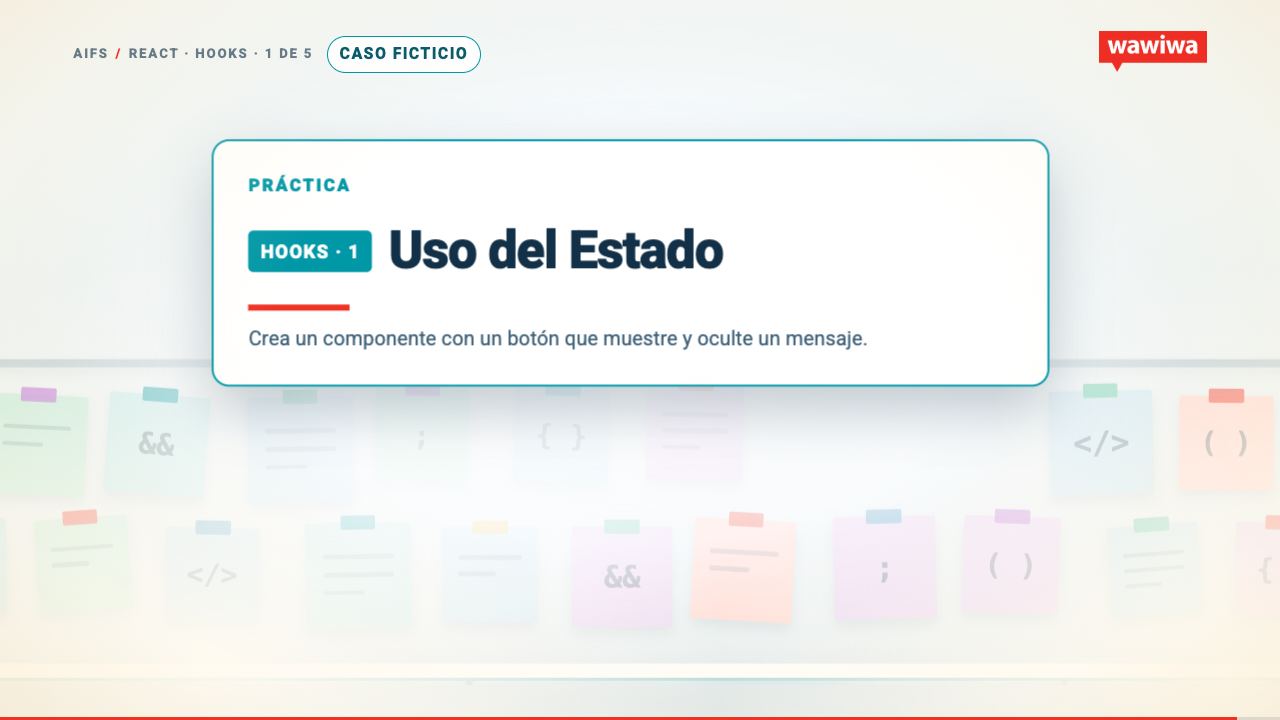 AIFS / REACT · HOOKS · 1 DE 5 CASO FICTICIO
wawiwa
PRÁCTICA
HOOKS · 1 Uso del Estado
Crea un componente con un botón que muestre y oculte un mensaje.
&& ; { } </> ( )
</> && ; ( ) {